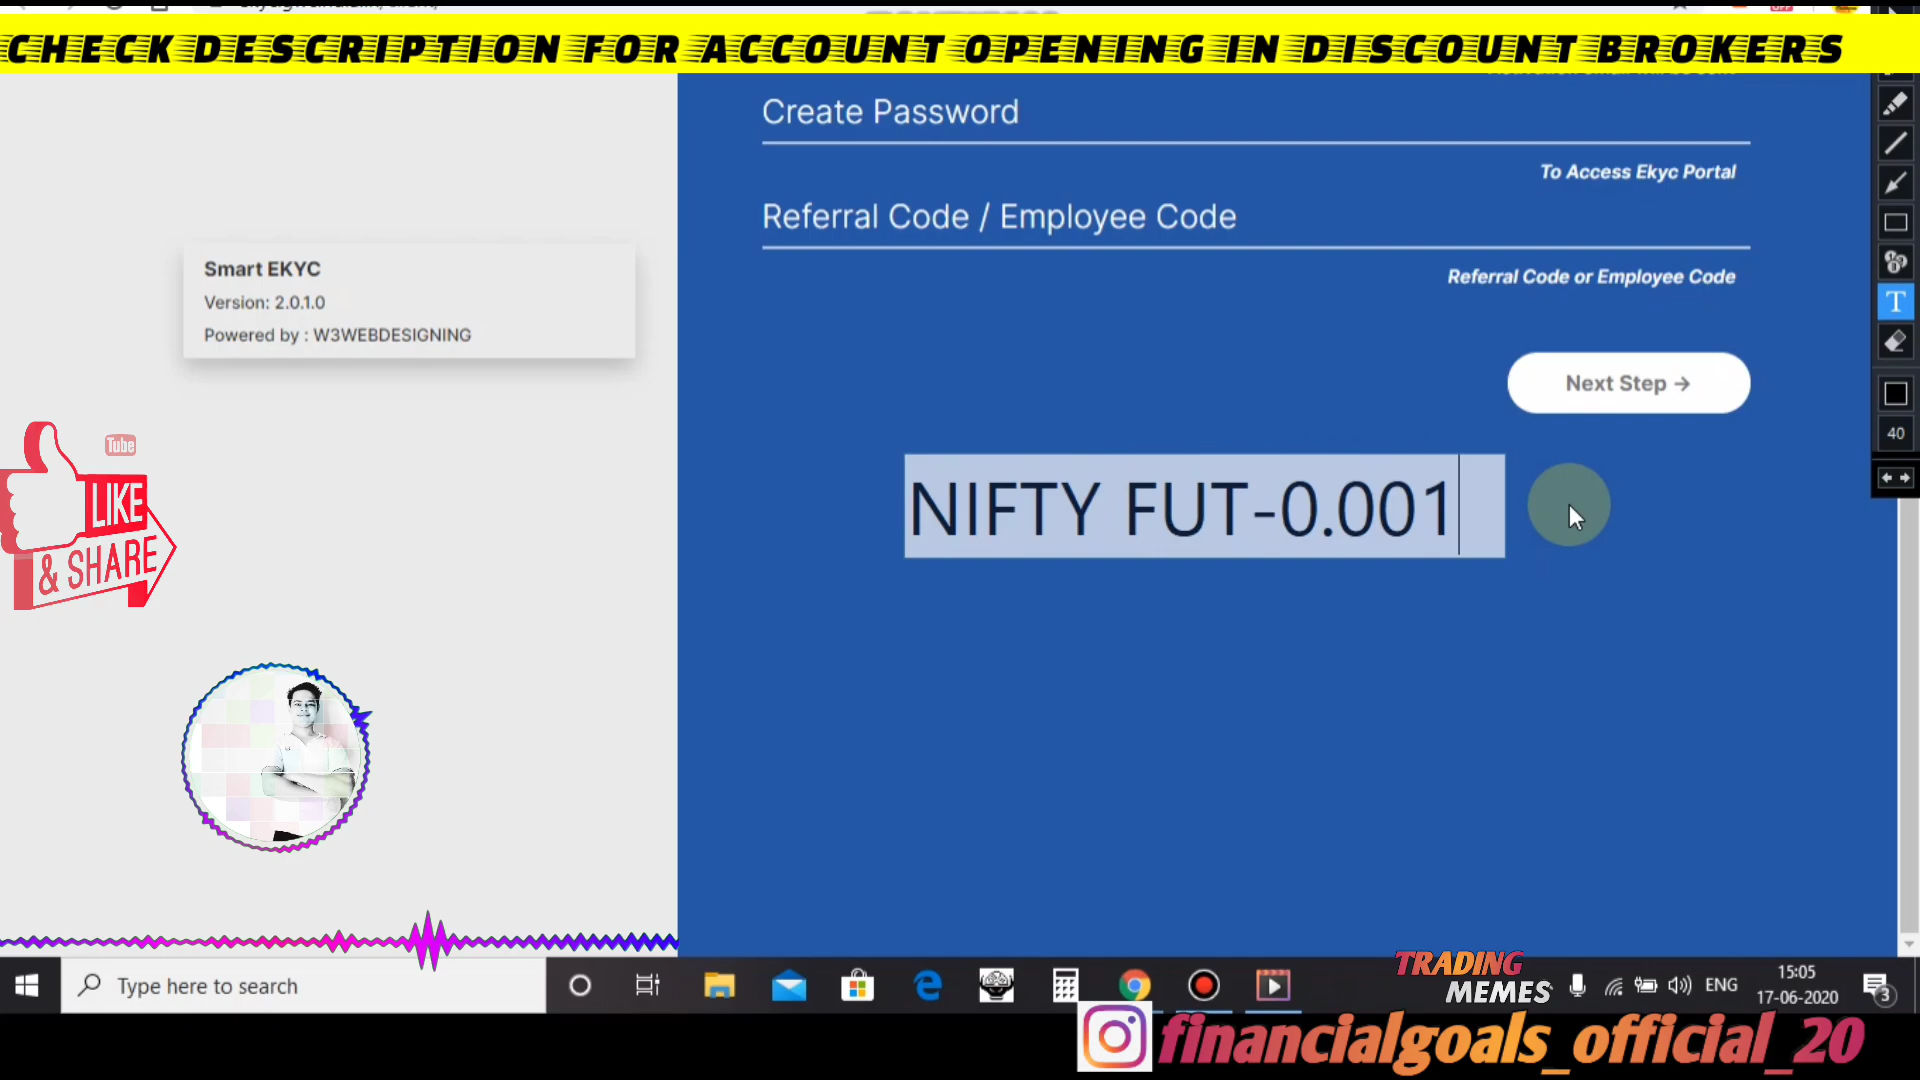 CHECK DESCRIPTION FOR ACCOUNT OPENING IN DISCOUNT BROKERS
Create Password
To Access Ekyc Portal
Referral Code / Employee Code
Referral Code or Employee Code
Smart EKYC
Version: 2.0.1.0
Powered by : W3WEBDESIGNING
Next Step →
T
40
Tube
LIKE
& SHARE
NIFTY FUT-0.001
Type here to search
TRADING
MEMES
ENG
15:05
17-06-2020
3
financialgoals_official_20